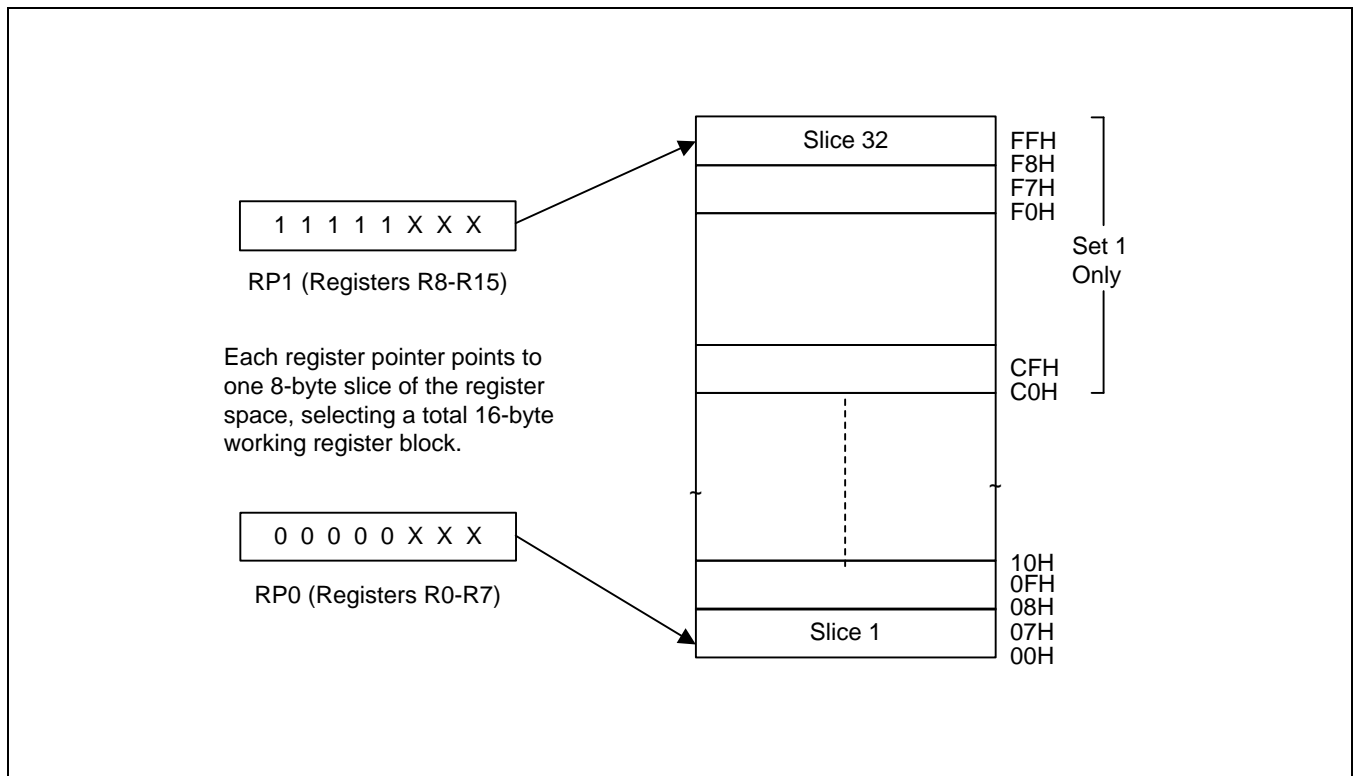 Slice 32
FFH
F8H
F7H
F0H
1 1 1 1 1 X X X
Set 1
Only
RP1 (Registers R8-R15)
Each register pointer points to
one 8-byte slice of the register
space, selecting a total 16-byte
working register block.
CFH
C0H
~ ~
0 0 0 0 0 X X X
RP0 (Registers R0-R7)
10H
0FH
08H
Slice 1
07H
00H